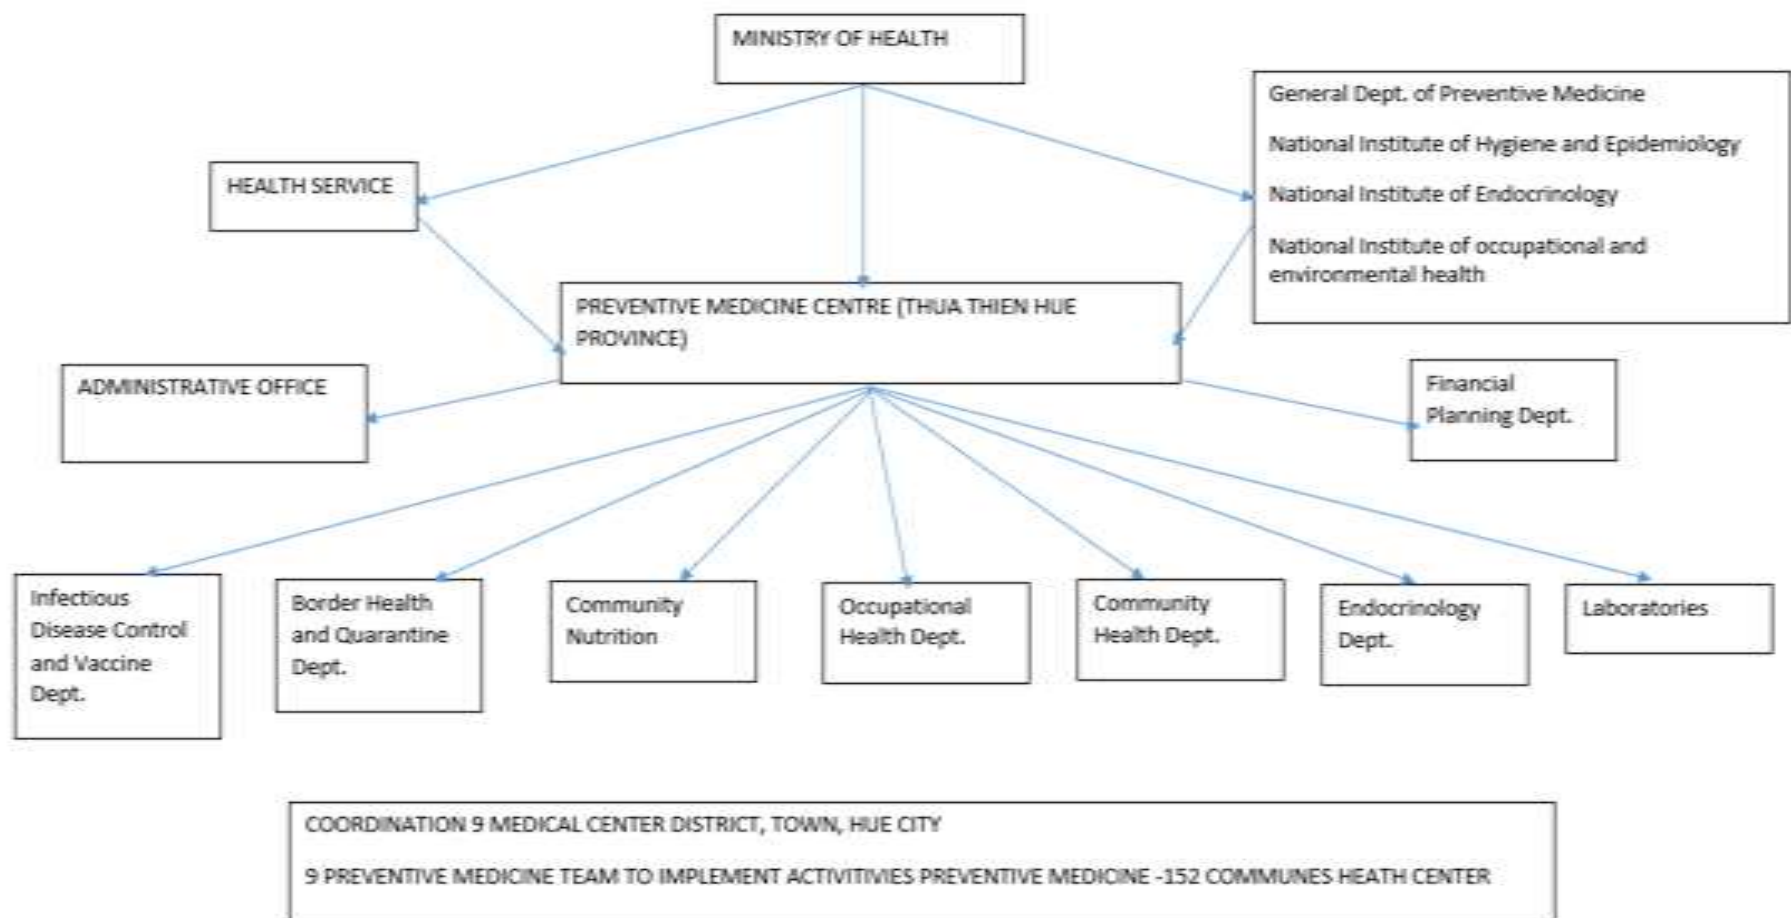 MINISTRY OF HEALTH
General Dept. of Preventive Medicine
National Institute of Hygiene and Epidemiology
National Institute of Endocrinology
National Institute of occupational and
environmental health
HEALTH SERVICE
PREVENTIVE MEDICINE CENTRE (THUA THIEN HUE
PROVINCE)
ADMINISTRATIVE OFFICE
Financial
Planning Dept.
Infectious
Disease Control
and Vaccine
Dept.
Border Health
and Quarantine
Dept.
Community
Nutrition
Occupational
Health Dept.
Community
Health Dept.
Endocrinology
Dept.
Laboratories
COORDINATION 9 MEDICAL CENTER DISTRICT, TOWN, HUE CITY
9 PREVENTIVE MEDICINE TEAM TO IMPLEMENT ACTIVITIVIES PREVENTIVE MEDICINE -152 COMMUNES HEATH CENTER